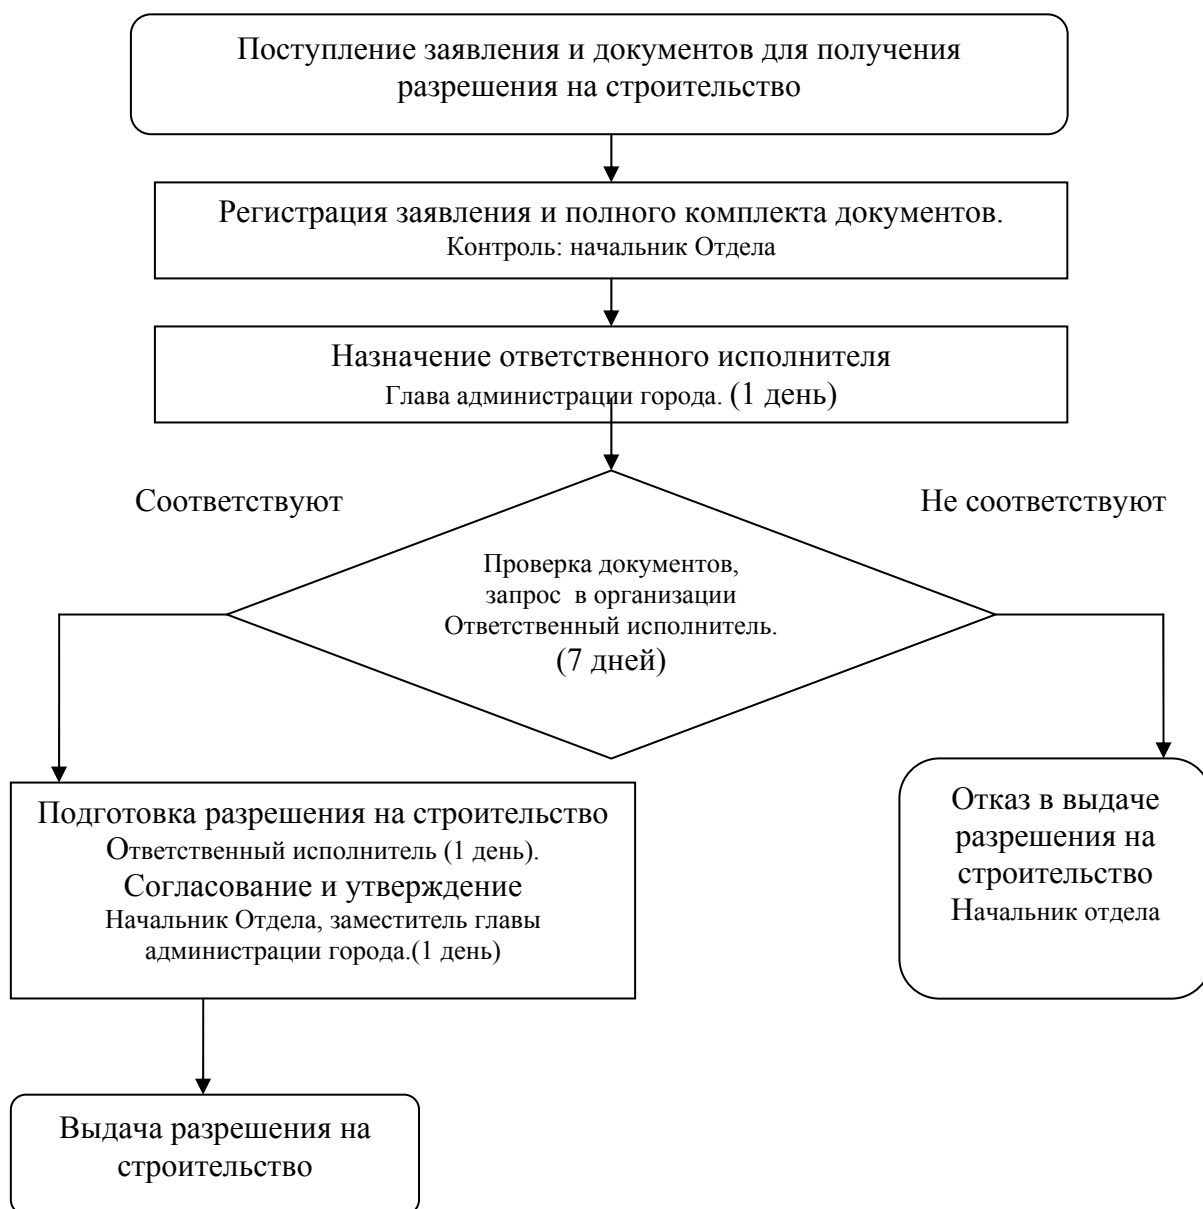 Поступление заявления и документов для получения
разрешения на строительство
Регистрация заявления и полного комплекта документов.
Контроль: начальник Отдела
Назначение ответственного исполнителя
Глава администрации города. (1 день)
Соответствуют
Не соответствуют
Проверка документов,
запрос в организации
Ответственный исполнитель.
(7 дней)
Подготовка разрешения на строительство
Ответственный исполнитель (1 день).
Согласование и утверждение
Начальник Отдела, заместитель главы
администрации города.(1 день)
Отказ в выдаче
разрешения на
строительство
Начальник отдела
Выдача разрешения на
строительство